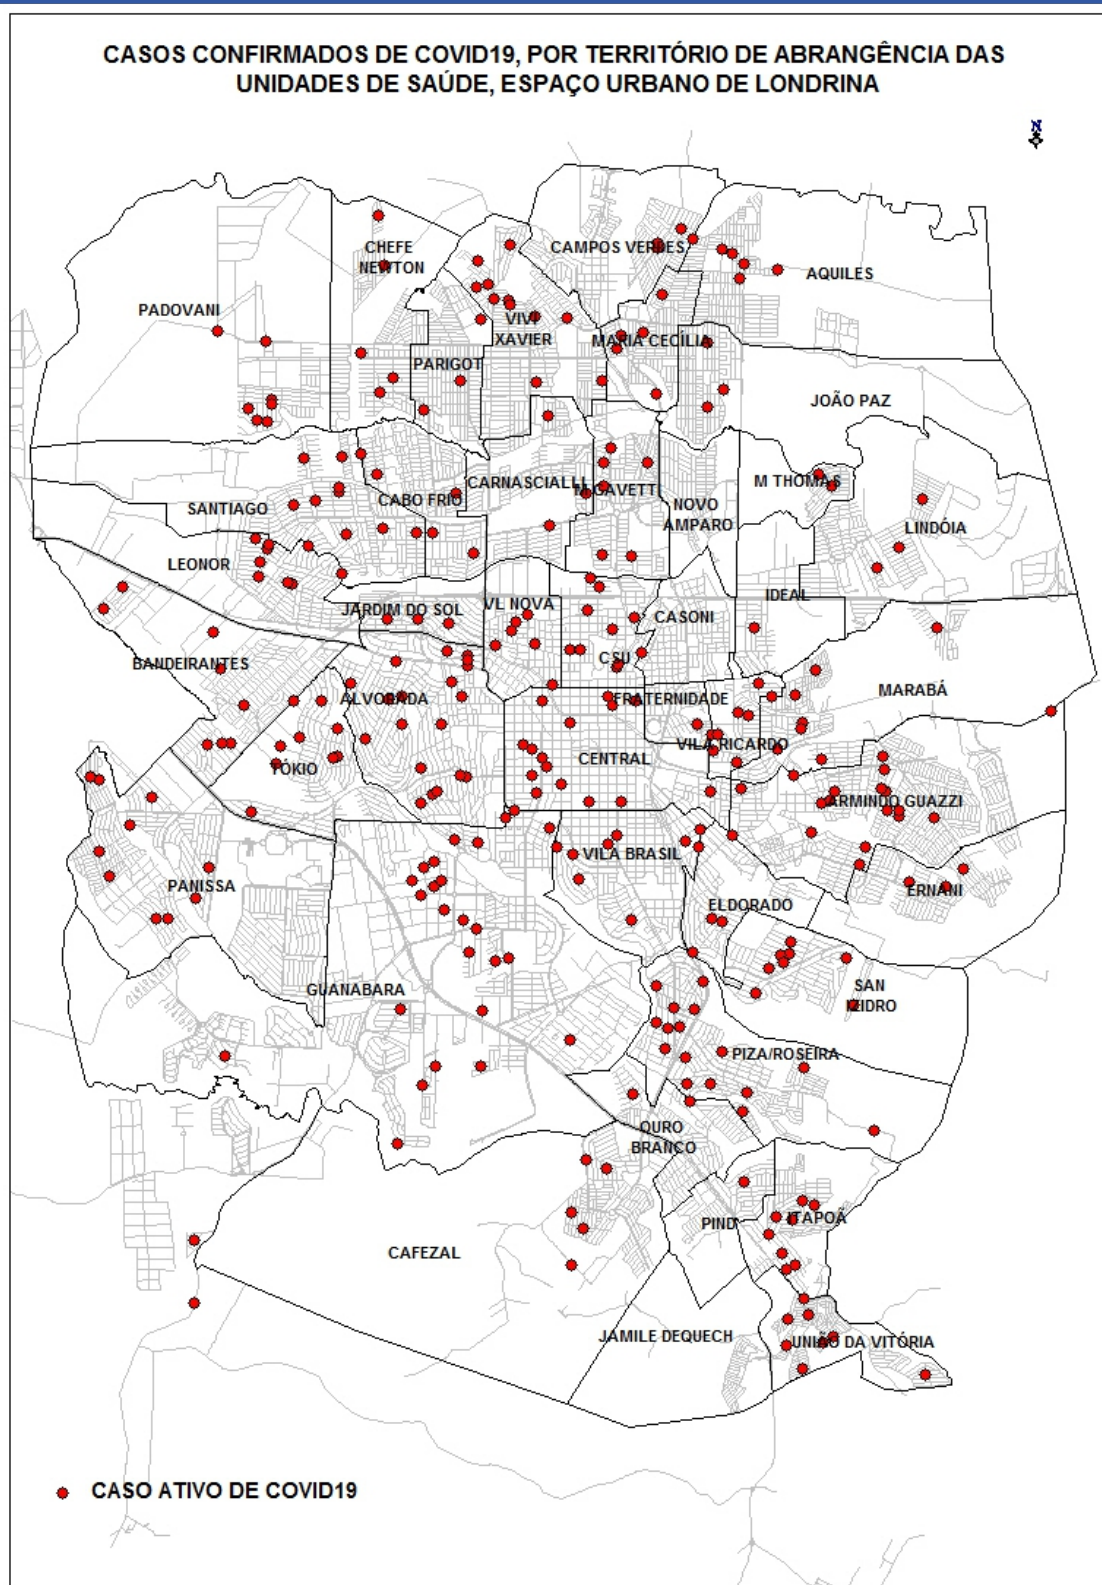 CASOS CONFIRMADOS DE COVID19, POR TERRITÓRIO DE ABRANGÊNCIA DAS
UNIDADES DE SAÚDE, ESPAÇO URBANO DE LONDRINA
N
CHEFE
NEWTON
CAMPOS VERDES
AQUILES
PADOVANI
VIVI
XAVIER
MARIA CECÍLIA
PARIGOT
JOÃO PAZ
CARNASCIALLI
M THOMAS
CABO FRIO
SANTIAGO
NOVO
AMPARO
LINDÓIA
LEONOR
IDEAL
JARDIM DO SOL
VL NOVA
CASONI
CSU
BANDEIRANTES
MARABÁ
ALVORADA
FRATERNIDADE
VILA RICARDO
CENTRAL
TÓKIO
ARMINDO GUAZZI
VILA BRASIL
PANISSA
ERNANI
ELDORADO
GUANABARA
SAN
IZIDRO
PIZA/ROSEIRA
OURO
BRANCO
PIND
ITAPOÃ
CAFEZAL
JAMILE DEQUECH
UNIÃO DA VITÓRIA
CASO ATIVO DE COVID19